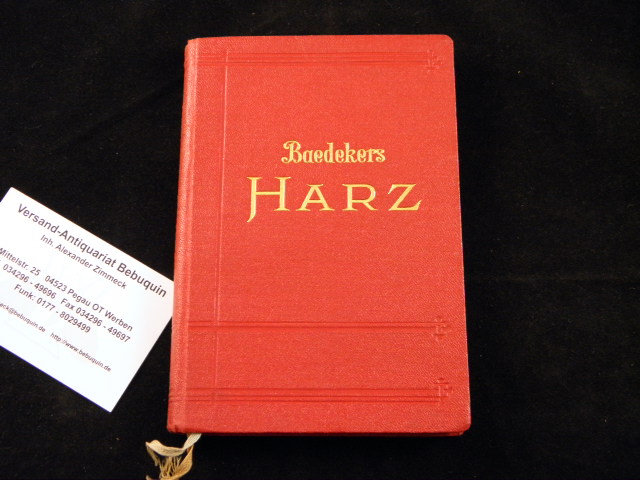 Baedekers
HARZ
Versand-Antiquariat Bebuquin
Inh. Alexander Zimmeck
Mittelstr. 25 04523 Pegau OT Werben
034296 - 49696 Fax 034296 - 49697
Funk: 0177 - 8029499
http://www.bebuquin.de